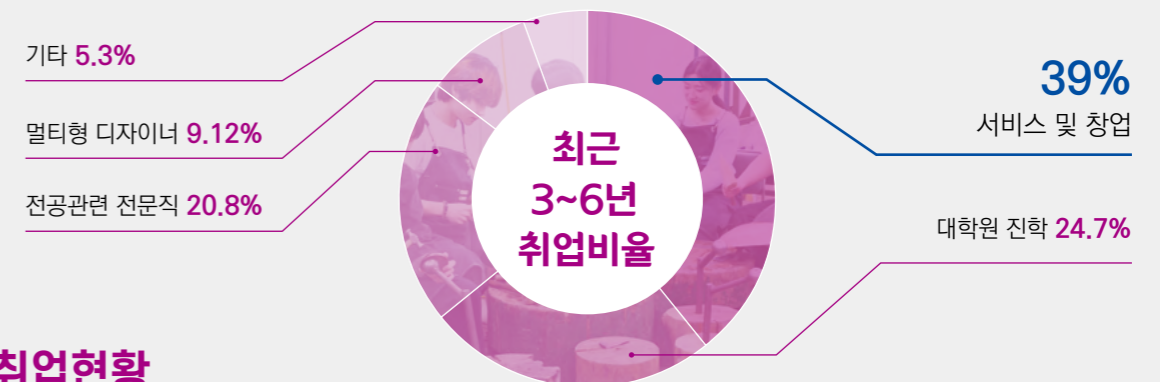 기타 5.3%
멀티형 디자이너 9.12%
전공관련 전문직 20.8%
최근
3~6년
취업비율
39%
서비스 및 창업
대학원 진학 24.7%
취업현황